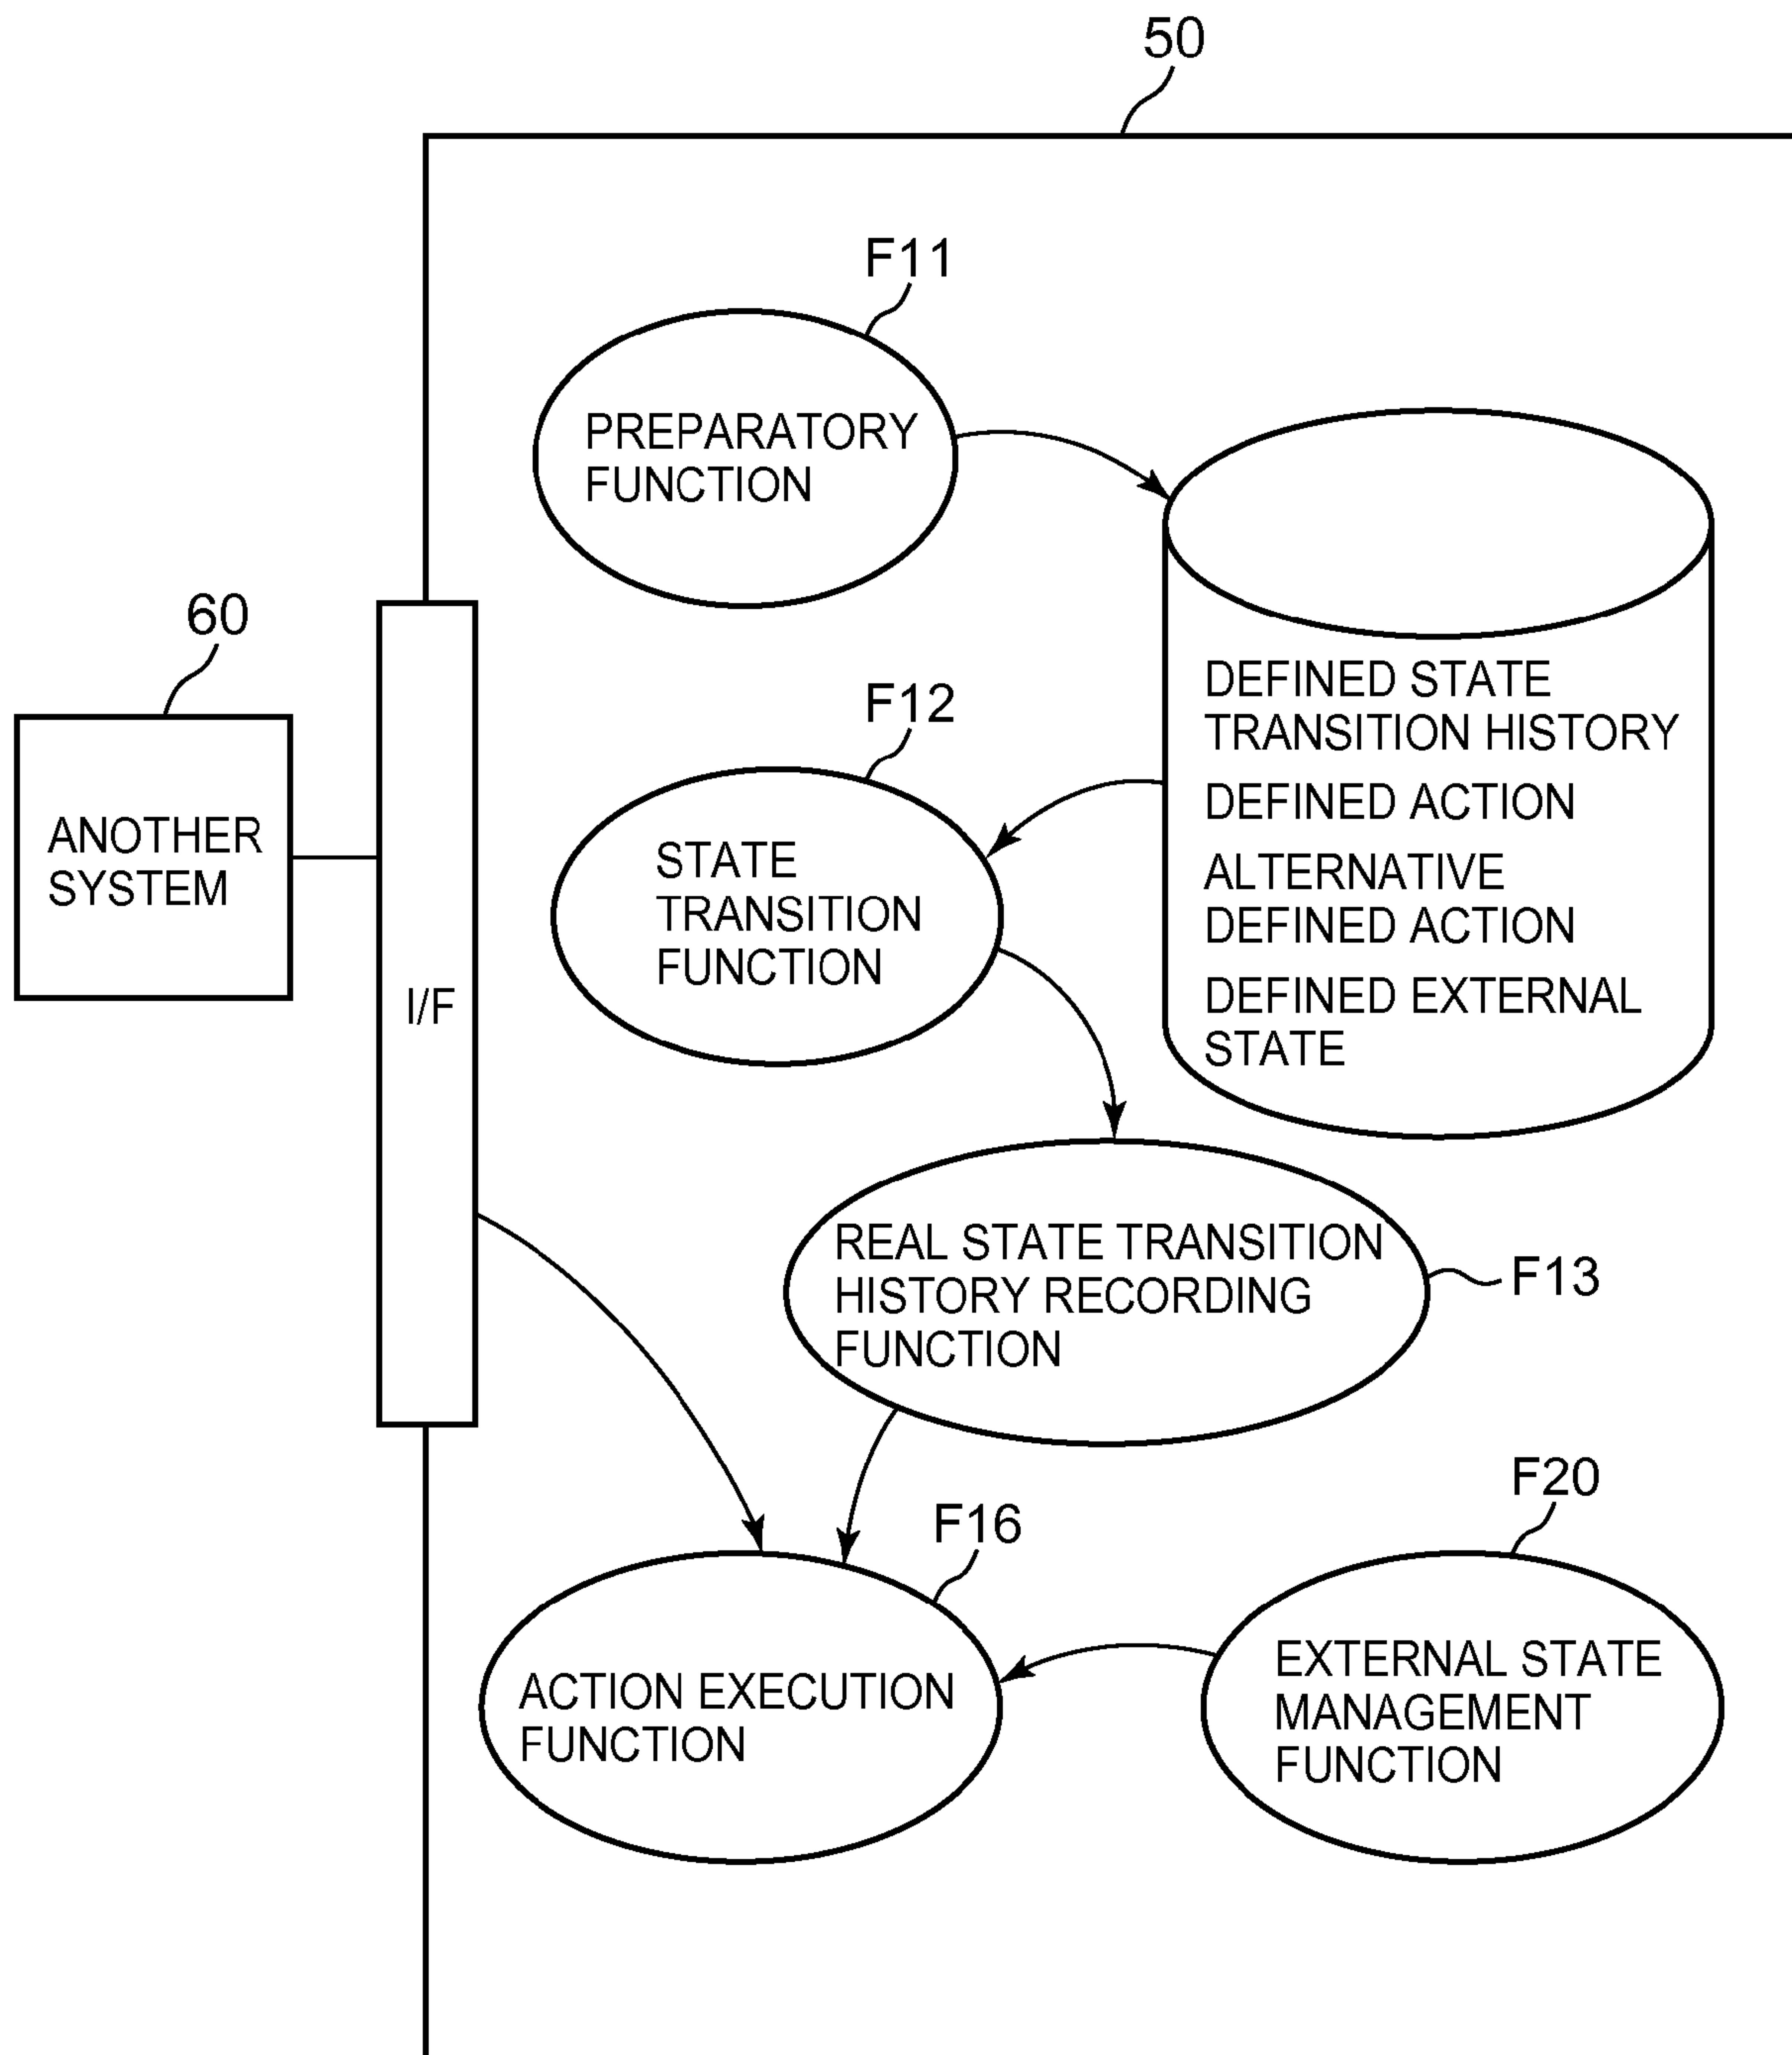 50
F11
PREPARATORY
FUNCTION
60
ANOTHER
SYSTEM
I/F
F12
STATE
TRANSITION
FUNCTION
DEFINED STATE
TRANSITION HISTORY
DEFINED ACTION
ALTERNATIVE
DEFINED ACTION
DEFINED EXTERNAL
STATE
REAL STATE TRANSITION
HISTORY RECORDING
FUNCTION
F13
F16
ACTION EXECUTION
FUNCTION
F20
EXTERNAL STATE
MANAGEMENT
FUNCTION